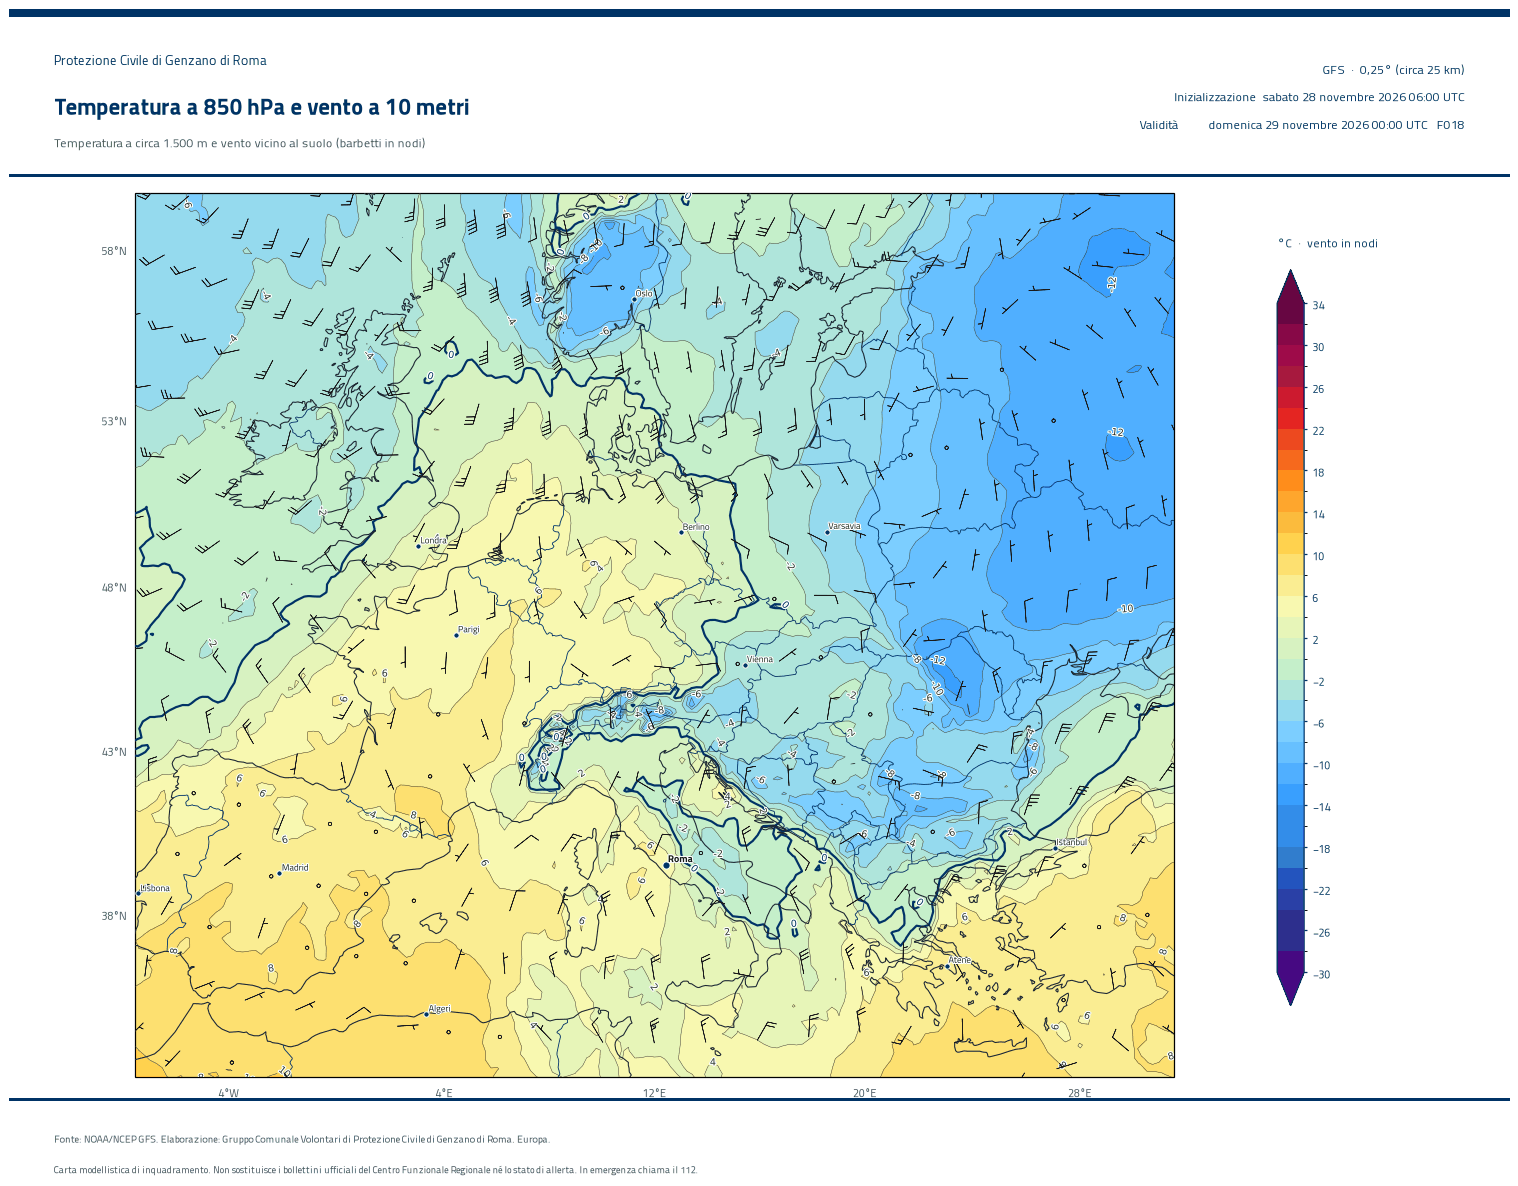 Protezione Civile di Genzano di Roma
Temperatura a 850 hPa e vento a 10 metri
Temperatura a circa 1.500 m e vento vicino al suolo (barbetti in nodi)
GFS · 0,25° (circa 25 km)
Inizializzazione sabato 28 novembre 2026 06:00 UTC
Validità domenica 29 novembre 2026 00:00 UTC F018
58°N
53°N
48°N
43°N
38°N
4°W
4°E
12°E
20°E
28°E
Oslo
Londra
Berlino
Varsavia
Parigi
Vienna
Madrid
Lisbona
Roma
Istanbul
Atene
Algeri
°C · vento in nodi
34
30
26
22
18
14
10
6
2
−2
−6
−10
−14
−18
−22
−26
−30
Fonte: NOAA/NCEP GFS. Elaborazione: Gruppo Comunale Volontari di Protezione Civile di Genzano di Roma. Europa.
Carta modellistica di inquadramento. Non sostituisce i bollettini ufficiali del Centro Funzionale Regionale né lo stato di allerta. In emergenza chiama il 112.